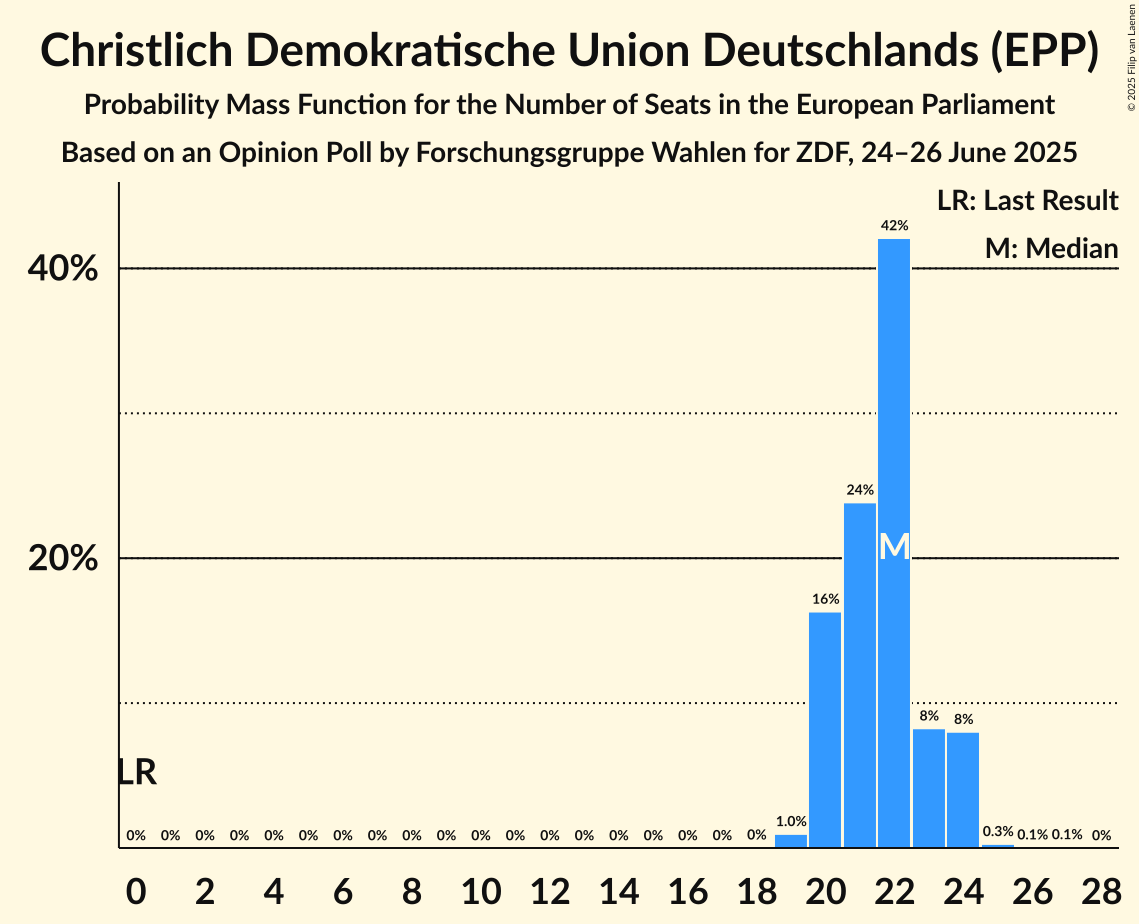 Christlich Demokratische Union Deutschlands (EPP)
Probability Mass Function for the Number of Seats in the European Parliament
Based on an Opinion Poll by Forschungsgruppe Wahlen for ZDF, 24–26 June 2025
© 2025 Filip van Laenen
LR: Last Result
M: Median
42%
40%
24%
20%
M
16%
8% 8%
LR
0% 0% 0% 0% 0% 0% 0% 0% 0% 0% 0% 0% 0% 0% 0% 0% 0% 0% 0% 1.0% 0.3% 0.1% 0.1% 0%
0 2 4 6 8 10 12 14 16 18 20 22 24 26 28